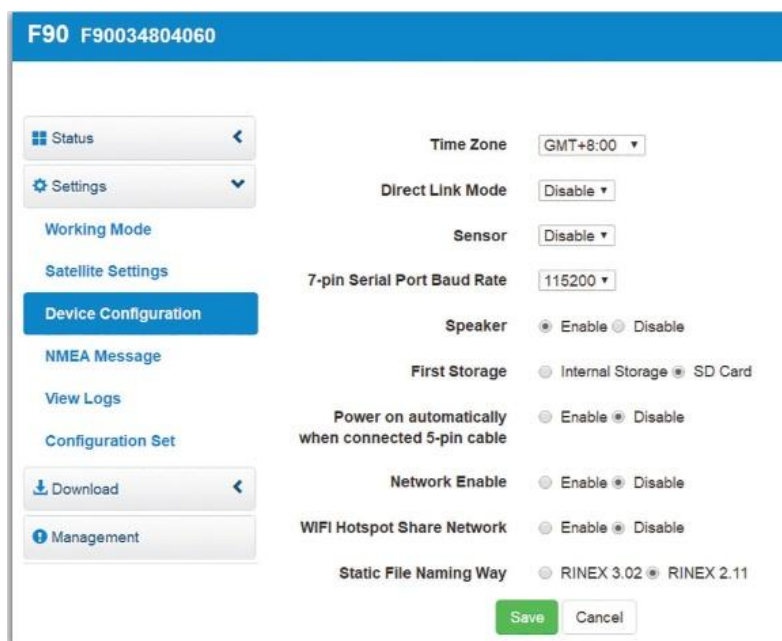 F90 F90034804060
Status
Settings
Working Mode
Satellite Settings
Device Configuration
NMEA Message
View Logs
Configuration Set
Download
Management
Time Zone GMT+8:00
Direct Link Mode Disable
Sensor Disable
7-pin Serial Port Baud Rate 115200
Speaker Enable Disable
First Storage Internal Storage SD Card
Power on automatically
when connected 5-pin cable Enable Disable
Network Enable Enable Disable
WIFI Hotspot Share Network Enable Disable
Static File Naming Way RINEX 3.02 RINEX 2.11
Save Cancel